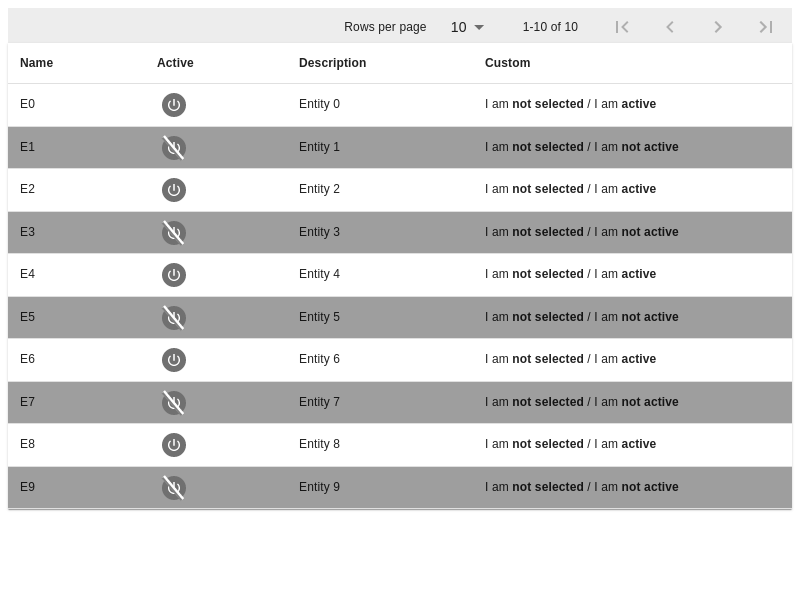 Rows per page 10 1-10 of 10
Name Active Description Custom
E0 Entity 0 I am not selected / I am active
E1 Entity 1 I am not selected / I am not active
E2 Entity 2 I am not selected / I am active
E3 Entity 3 I am not selected / I am not active
E4 Entity 4 I am not selected / I am active
E5 Entity 5 I am not selected / I am not active
E6 Entity 6 I am not selected / I am active
E7 Entity 7 I am not selected / I am not active
E8 Entity 8 I am not selected / I am active
E9 Entity 9 I am not selected / I am not active